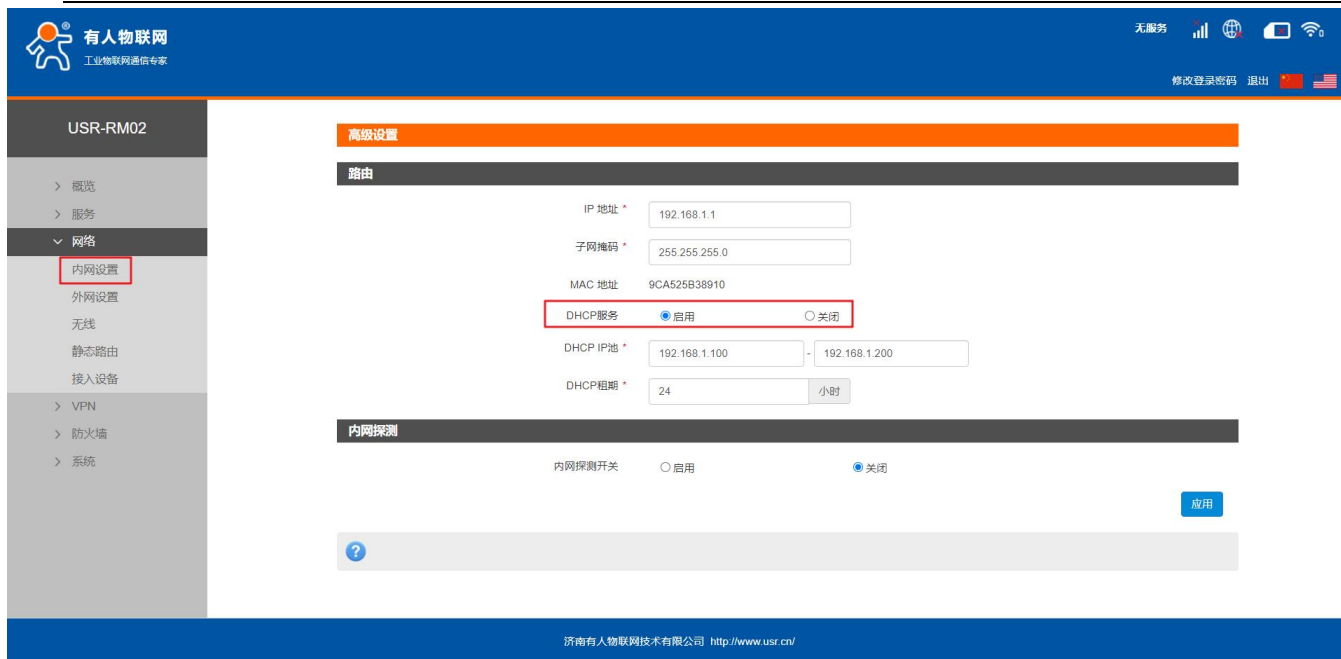 有人物联网
®
工业物联网通信专家
无服务
修改登录密码 退出
USR-RM02
概览
服务
网络
内网设置
外网设置
无线
静态路由
接入设备
VPN
防火墙
系统
高级设置
路由
IP 地址 * 192.168.1.1
子网掩码 * 255.255.255.0
MAC 地址 9CA525B38910
DHCP服务 启用 关闭
DHCP IP池 * 192.168.1.100 - 192.168.1.200
DHCP租期 * 24 小时
内网探测
内网探测开关 启用 关闭
应用
?
济南有人物联网技术有限公司 http://www.usr.cn/